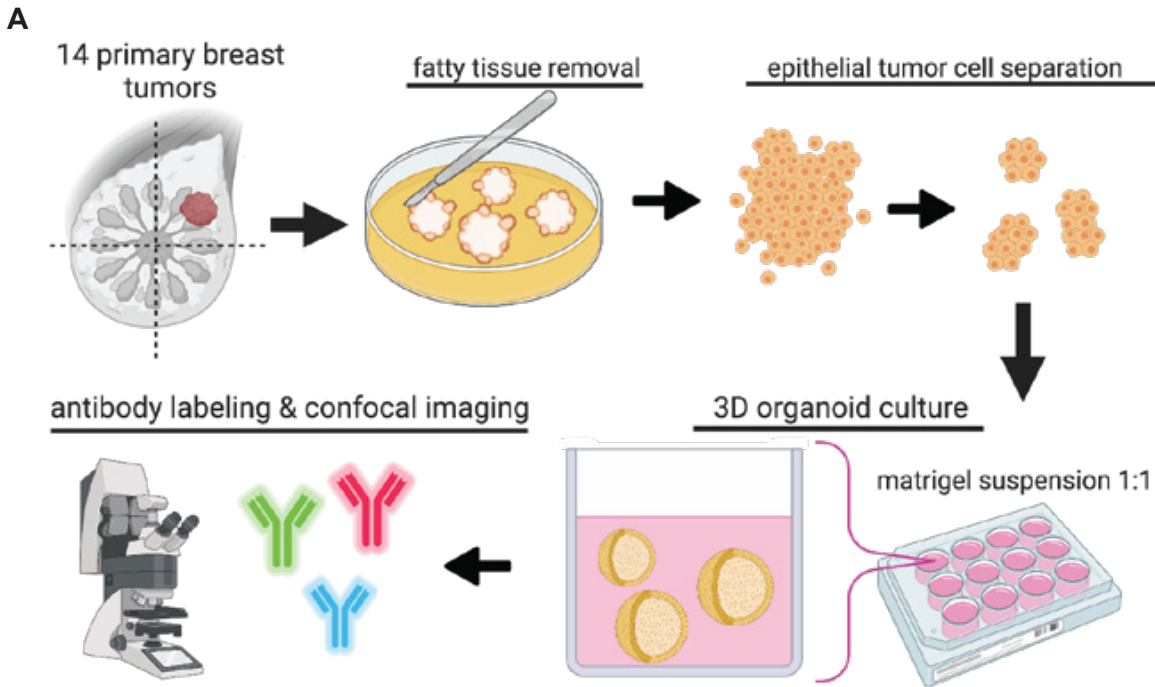 A
14 primary breast
tumors
fatty tissue removal
epithelial tumor cell separation
antibody labeling & confocal imaging
3D organoid culture
matrigel suspension 1:1